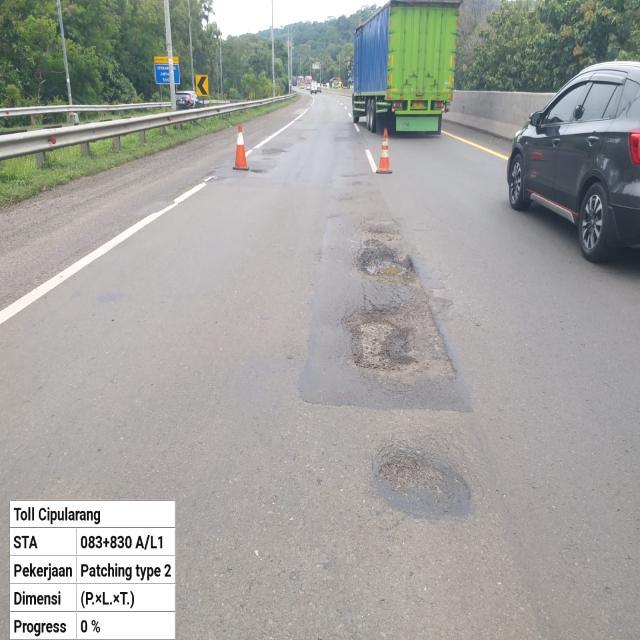 Toll Cipularang
STA 083+830 A/L1
Pekerjaan Patching type 2
Dimensi (P.×L.×T.)
Progress 0 %